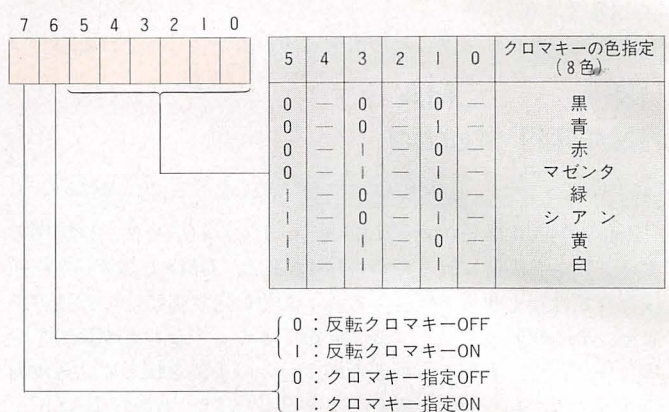 7 6 5 4 3 2 1 0
5 4 3 2 1 0 クロマキーの色指定
(8色)
0 — 0 — 0 — 黒
0 — 0 — 1 — 青
0 — 1 — 0 — 赤
0 — 1 — 1 — マゼンタ
1 — 0 — 0 — 緑
1 — 0 — 1 — シアン
1 — 1 — 0 — 黄
1 — 1 — 1 — 白
0:反転クロマキーOFF
1:反転クロマキーON
0:クロマキー指定OFF
1:クロマキー指定ON